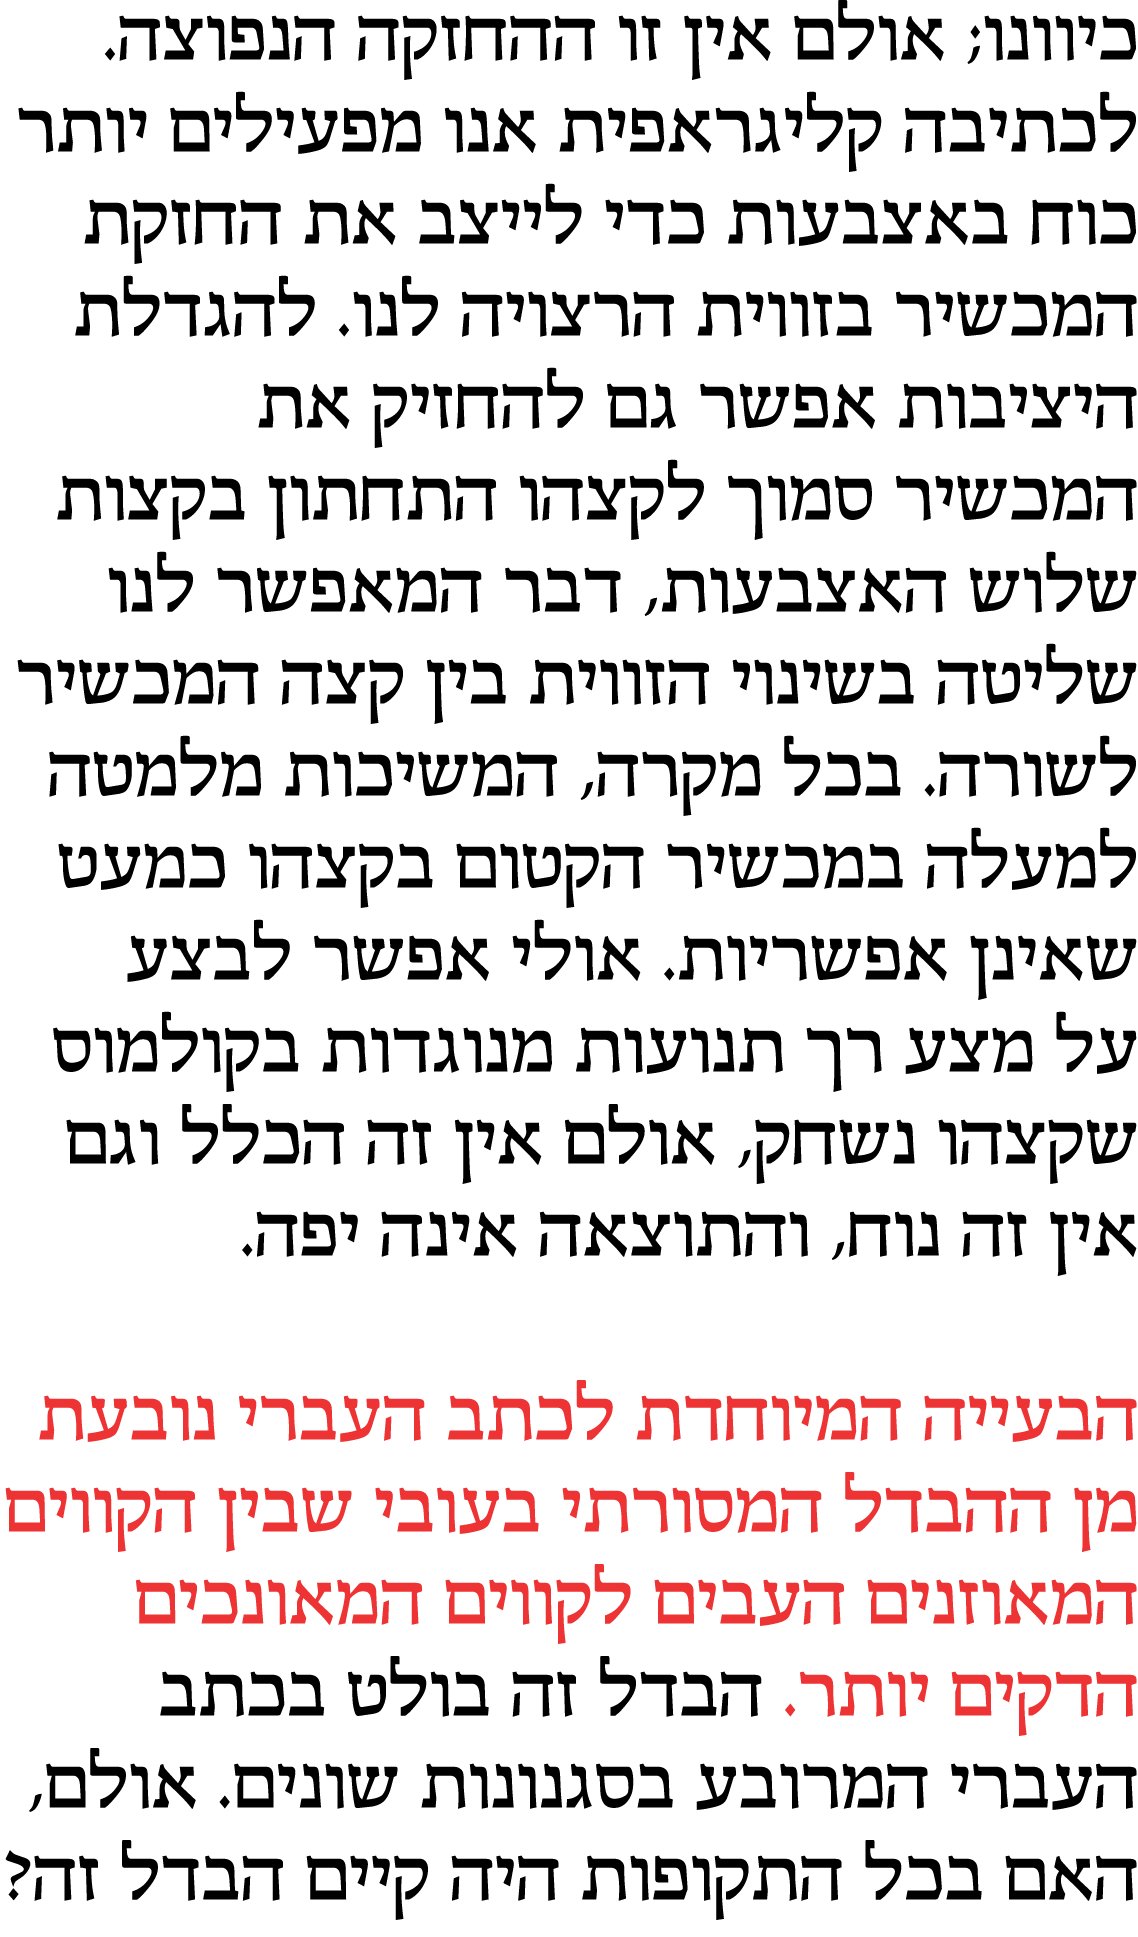 כיוונו; אולם אין זו ההחזקה הנפוצה.
לכתיבה קליגראפית אנו מפעילים יותר
כוח באצבעות כדי לייצב את החזקת
המכשיר בזווית הרצויה לנו. להגדלת
היציבות אפשר גם להחזיק את
המכשיר סמוך לקצהו התחתון בקצות
שלוש האצבעות, דבר המאפשר לנו
שליטה בשינוי הזווית בין קצה המכשיר
לשורה. בכל מקרה, המשיכות מלמטה
למעלה במכשיר הקטום בקצהו כמעט
שאינן אפשריות. אולי אפשר לבצע
על מצע רך תנועות מנוגדות בקולמוס
שקצהו נשחק, אולם אין זה הכלל וגם
אין זה נוח, והתוצאה אינה יפה.
הבעייה המיוחדת לכתב העברי נובעת
מן ההבדל המסורתי בעובי שבין הקווים
המאוזנים העבים לקווים המאונכים
הדקים יותר. הבדל זה בולט בכתב
העברי המרובע בסגנונות שונים. אולם,
האם בכל התקופות היה קיים הבדל זה?